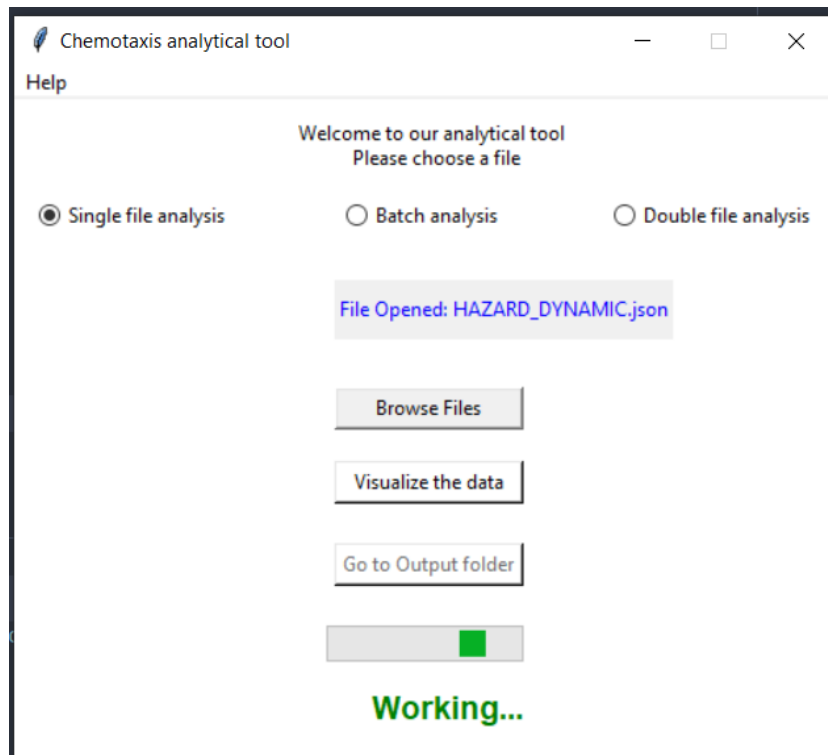 Chemotaxis analytical tool
Help
Welcome to our analytical tool
Please choose a file
Single file analysis
Batch analysis
Double file analysis
File Opened: HAZARD_DYNAMIC.json
Browse Files
Visualize the data
Go to Output folder
Working...